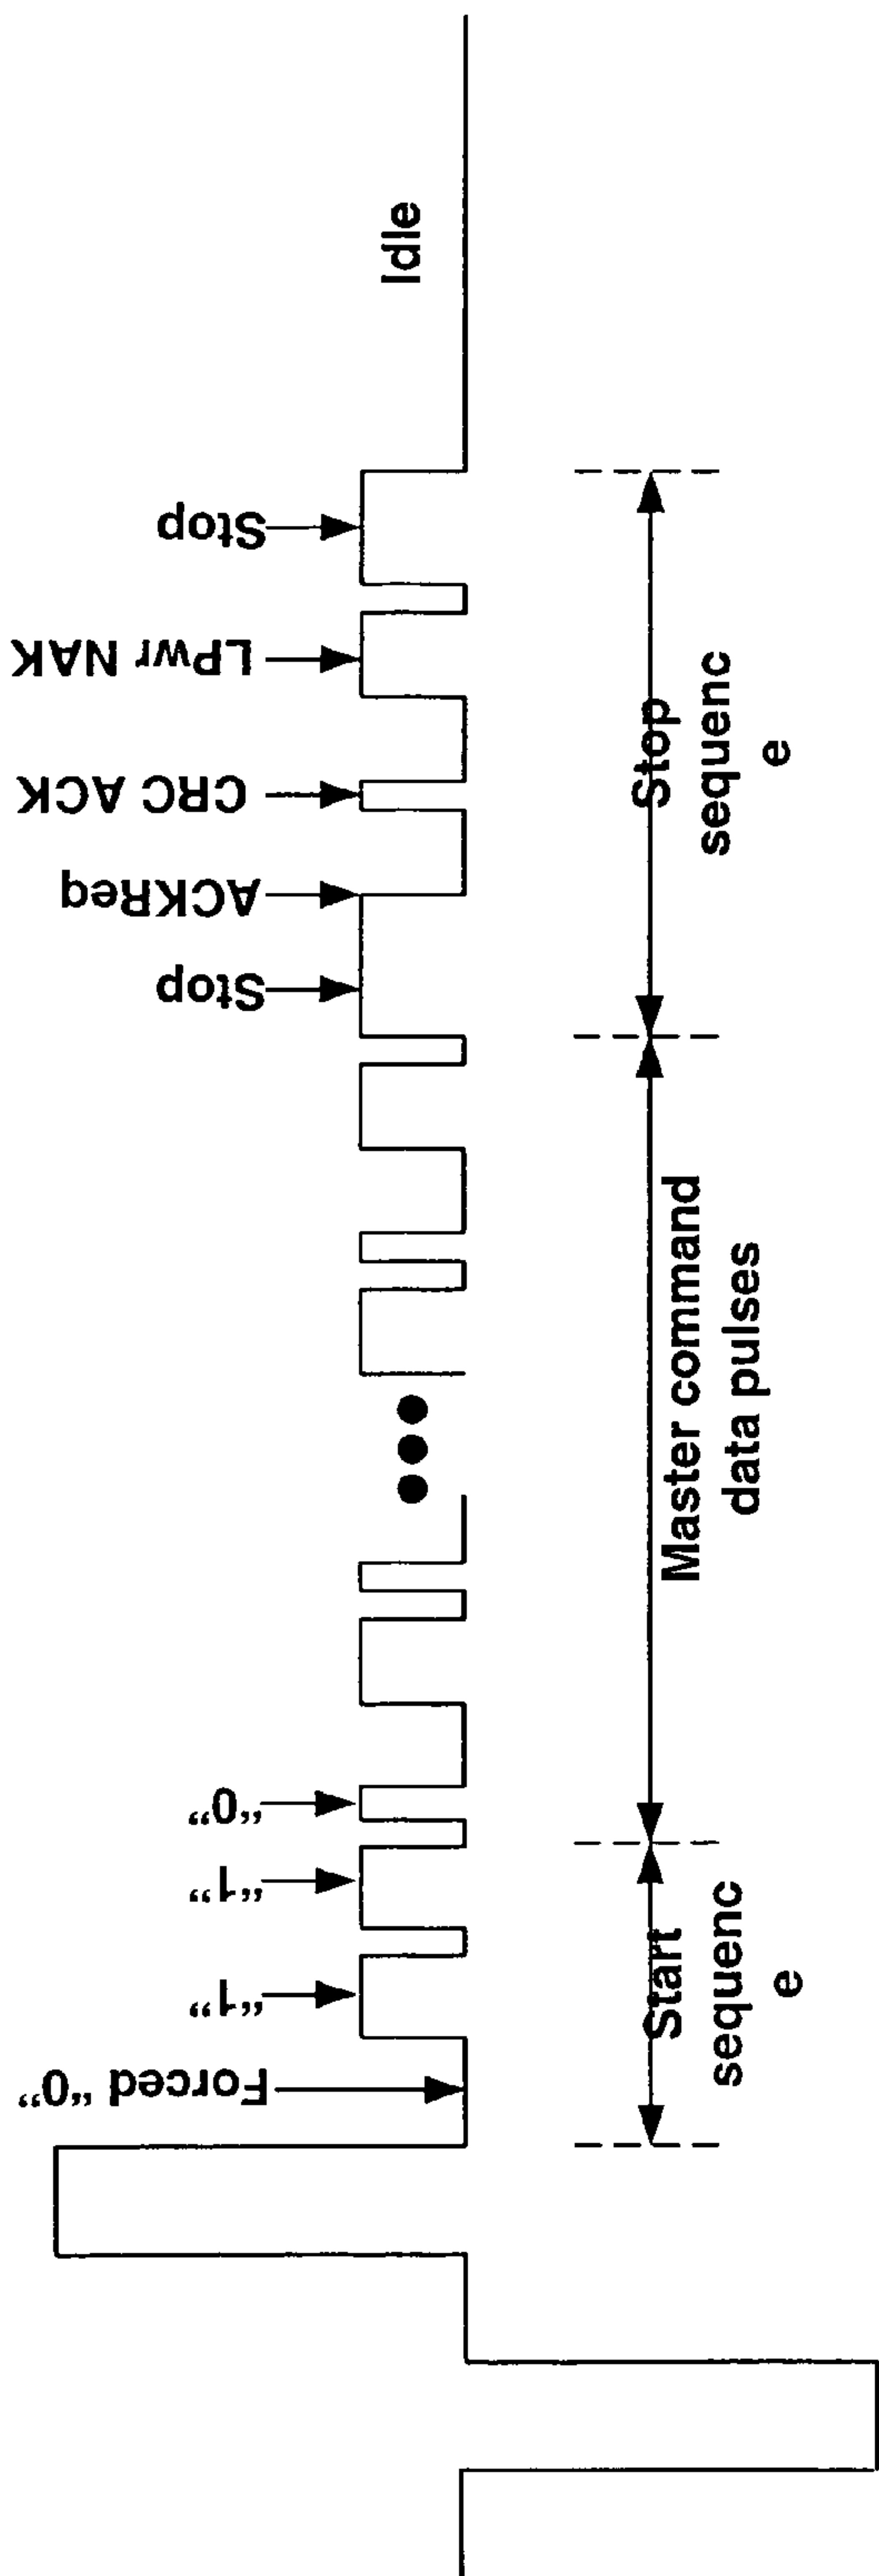 Forced “0”
“1”
“1”
“0”
Stop
ACKReq
CRC ACK
LPwr NAK
Stop
Idle
Start
sequenc
e
Master command
data pulses
Stop
sequenc
e